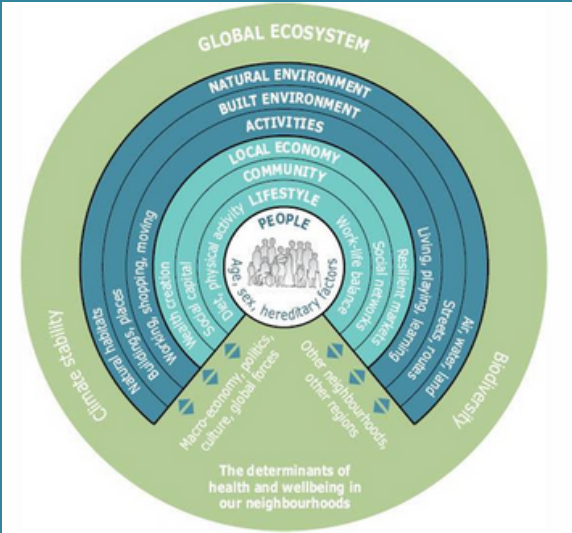 GLOBAL ECOSYSTEM
NATURAL ENVIRONMENT
BUILT ENVIRONMENT
ACTIVITIES
LOCAL ECONOMY
COMMUNITY
LIFESTYLE
PEOPLE
Age, sex, hereditary factors
Diet, physical activity
Work-life balance
Social capital
Social networks
Wealth creation
Resilient markets
Working, shopping, moving
Living, playing, learning
Buildings, places
Streets, routes
Natural habitats
Air, water, land
Climate stability
Biodiversity
Macro-economy, politics,
culture, global forces
Other neighbourhoods,
other regions
The determinants of
health and wellbeing in
our neighbourhoods